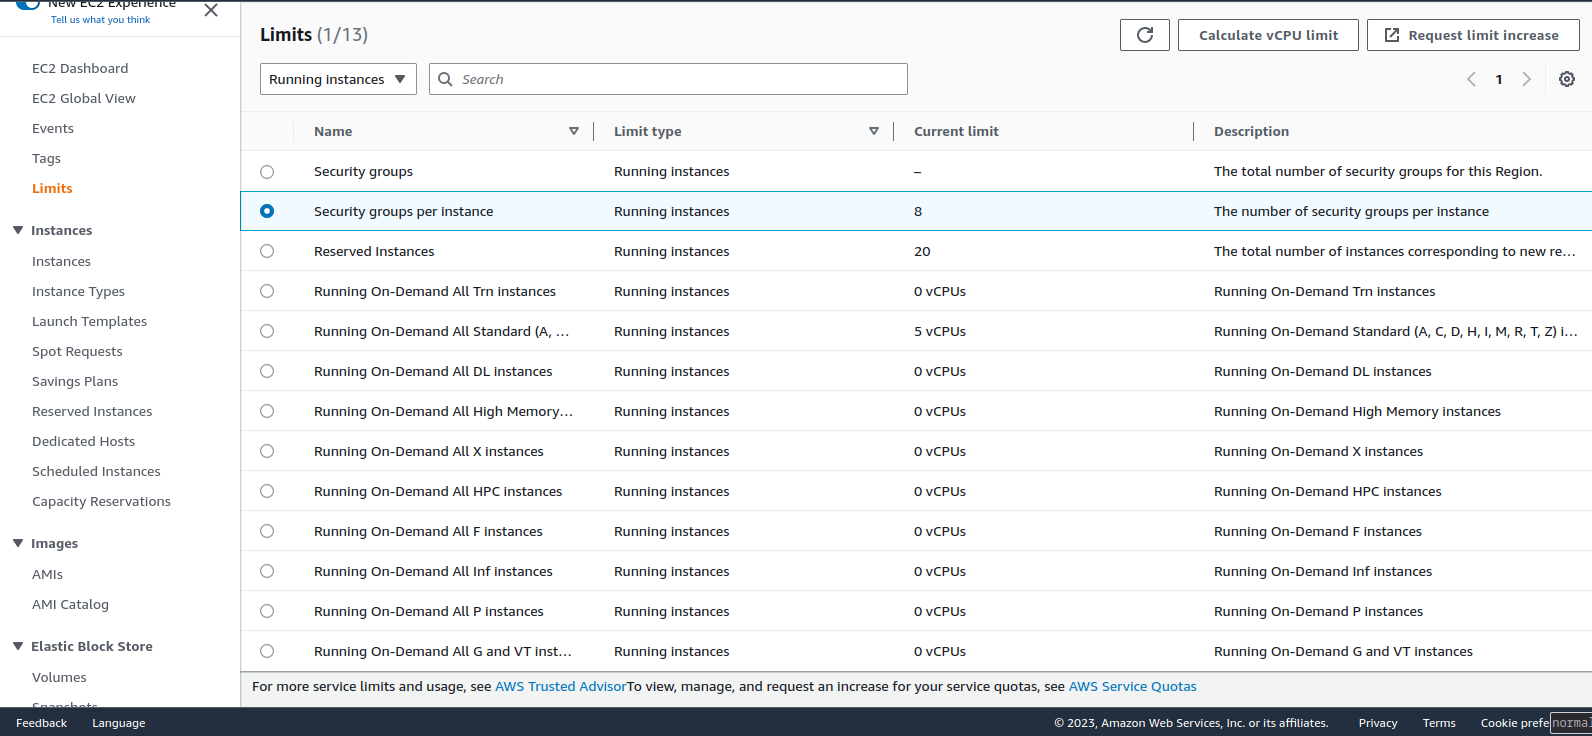 New EC2 Experience
Tell us what you think
EC2 Dashboard
EC2 Global View
Events
Tags
Limits
Instances
Instances
Instance Types
Launch Templates
Spot Requests
Savings Plans
Reserved Instances
Dedicated Hosts
Scheduled Instances
Capacity Reservations
Images
AMIs
AMI Catalog
Elastic Block Store
Volumes
Snapshots
Limits (1/13)
Calculate vCPU limit
Request limit increase
Running instances
Search
1
Name Limit type Current limit Description
Security groups Running instances – The total number of security groups for this Region.
Security groups per instance Running instances 8 The number of security groups per instance
Reserved Instances Running instances 20 The total number of instances corresponding to new re...
Running On-Demand All Trn instances Running instances 0 vCPUs Running On-Demand Trn instances
Running On-Demand All Standard (A, ... Running instances 5 vCPUs Running On-Demand Standard (A, C, D, H, I, M, R, T, Z) i...
Running On-Demand All DL instances Running instances 0 vCPUs Running On-Demand DL instances
Running On-Demand All High Memory... Running instances 0 vCPUs Running On-Demand High Memory instances
Running On-Demand All X instances Running instances 0 vCPUs Running On-Demand X instances
Running On-Demand All HPC instances Running instances 0 vCPUs Running On-Demand HPC instances
Running On-Demand All F instances Running instances 0 vCPUs Running On-Demand F instances
Running On-Demand All Inf instances Running instances 0 vCPUs Running On-Demand Inf instances
Running On-Demand All P instances Running instances 0 vCPUs Running On-Demand P instances
Running On-Demand All G and VT inst... Running instances 0 vCPUs Running On-Demand G and VT instances
For more service limits and usage, see AWS Trusted AdvisorTo view, manage, and request an increase for your service quotas, see AWS Service Quotas
Feedback Language © 2023, Amazon Web Services, Inc. or its affiliates. Privacy Terms Cookie prefe normal